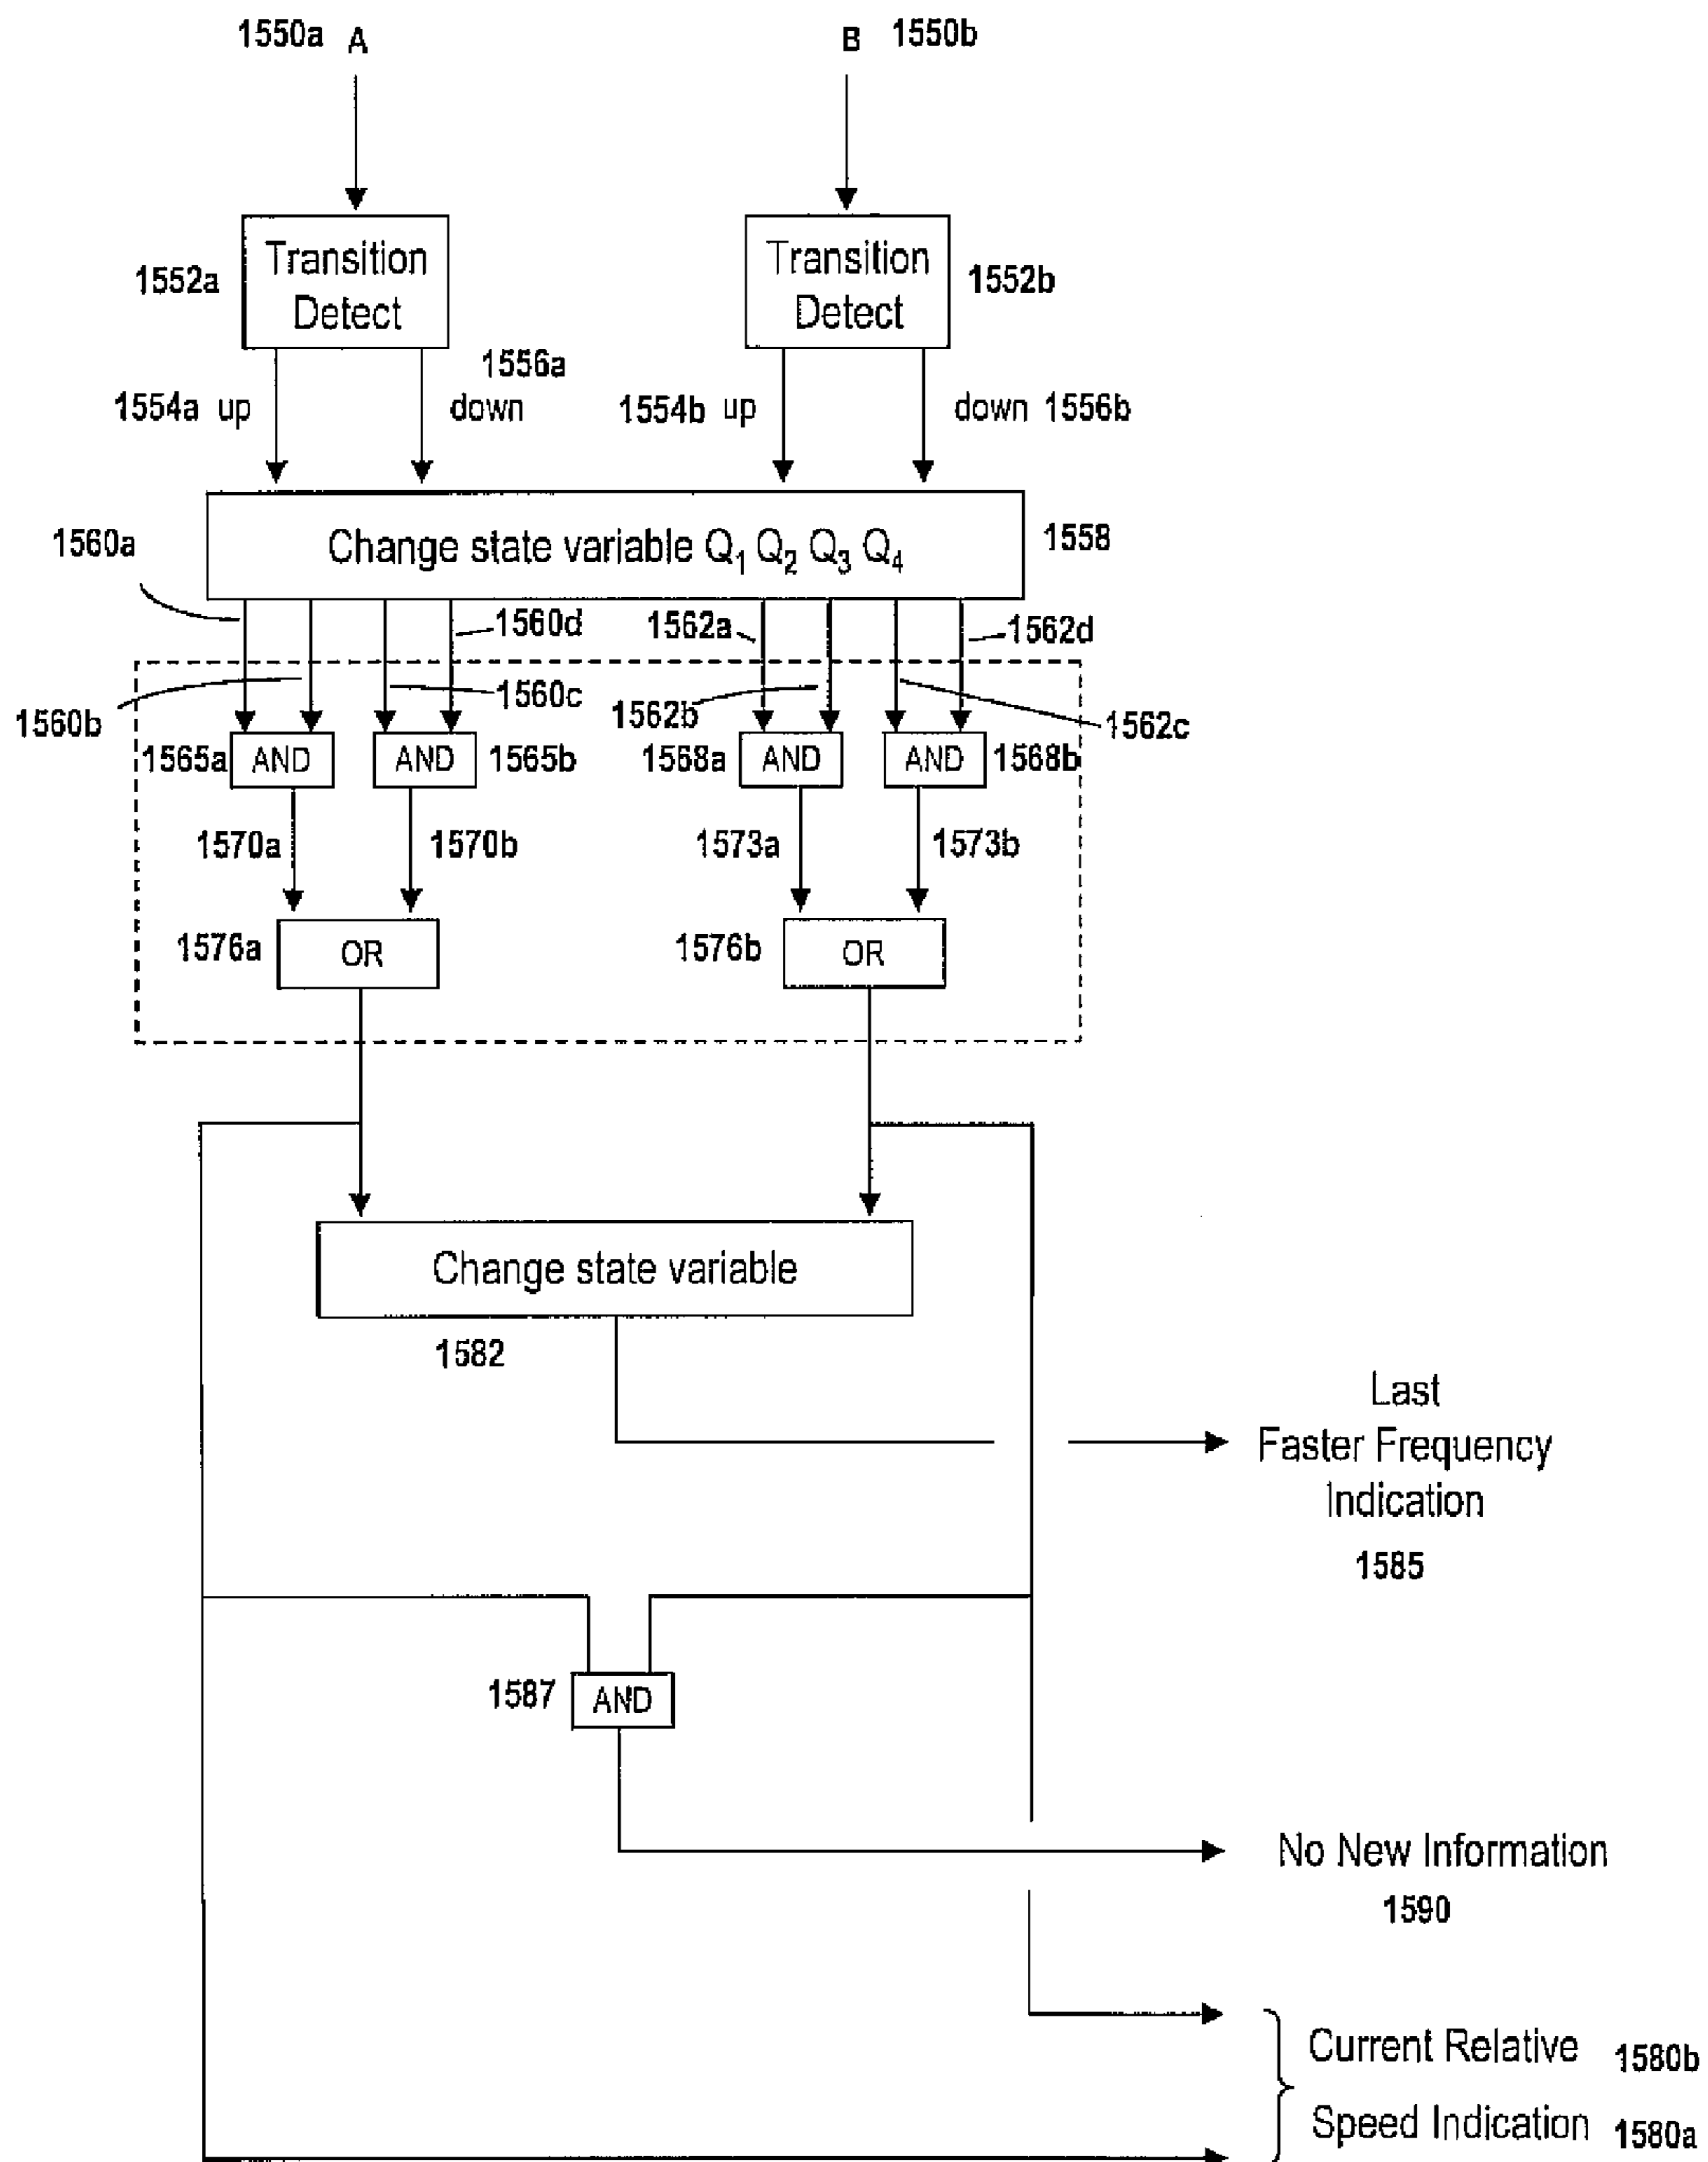 1550a A B 1550b
1552a Transition Detect Transition Detect 1552b
1556a
1554a up down 1554b up down 1556b
1560a Change state variable Q1 Q2 Q3 Q4 1558
1560d 1562a 1562d
1560b 1560c 1562b 1562c
1565a AND AND 1565b 1568a AND AND 1568b
1570a 1570b 1573a 1573b
1576a OR 1576b OR
Change state variable
1582
Last
Faster Frequency
Indication
1585
1587 AND
No New Information
1590
Current Relative 1580b
Speed Indication 1580a